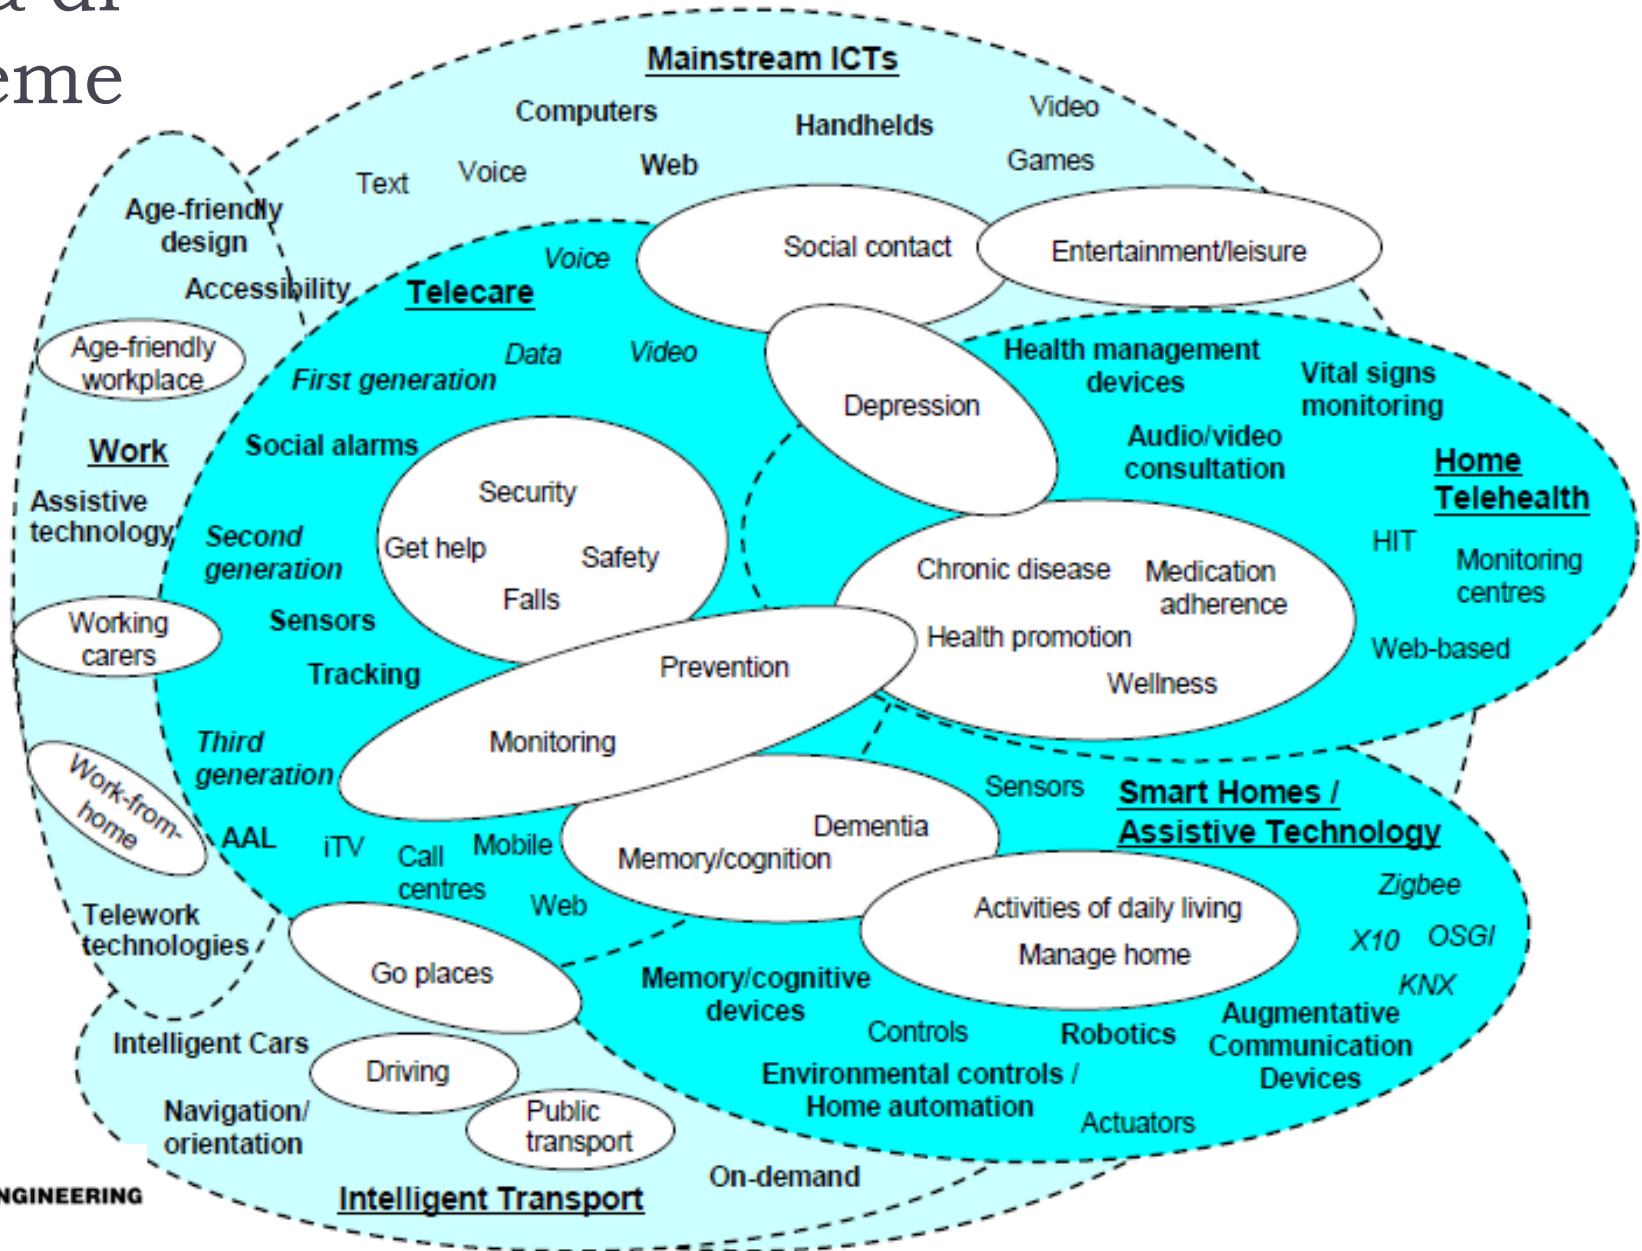 eme
Mainstream ICTs
Computers
Handhelds
Video
Text
Voice
Web
Games
Age-friendly
design
Accessibility
Age-friendly
workplace
Work
Assistive
technology
Working
carers
Work-from-
home
Telework
technologies
Telecare
Voice
Data
Video
First generation
Social alarms
Second
generation
Sensors
Tracking
Third
generation
AAL
iTV
Call
centres
Mobile
Web
Security
Get help
Safety
Falls
Prevention
Monitoring
Social contact
Entertainment/leisure
Depression
Health management
devices
Vital signs
monitoring
Audio/video
consultation
Home
Telehealth
HIT
Monitoring
centres
Web-based
Chronic disease
Medication
adherence
Health promotion
Wellness
Dementia
Memory/cognition
Sensors
Smart Homes /
Assistive Technology
Activities of daily living
Manage home
Zigbee
X10
OSGI
KNX
Memory/cognitive
devices
Controls
Robotics
Augmentative
Communication
Devices
Environmental controls /
Home automation
Actuators
Go places
Intelligent Cars
Driving
Navigation/
orientation
Public
transport
On-demand
Intelligent Transport
NGINEERING